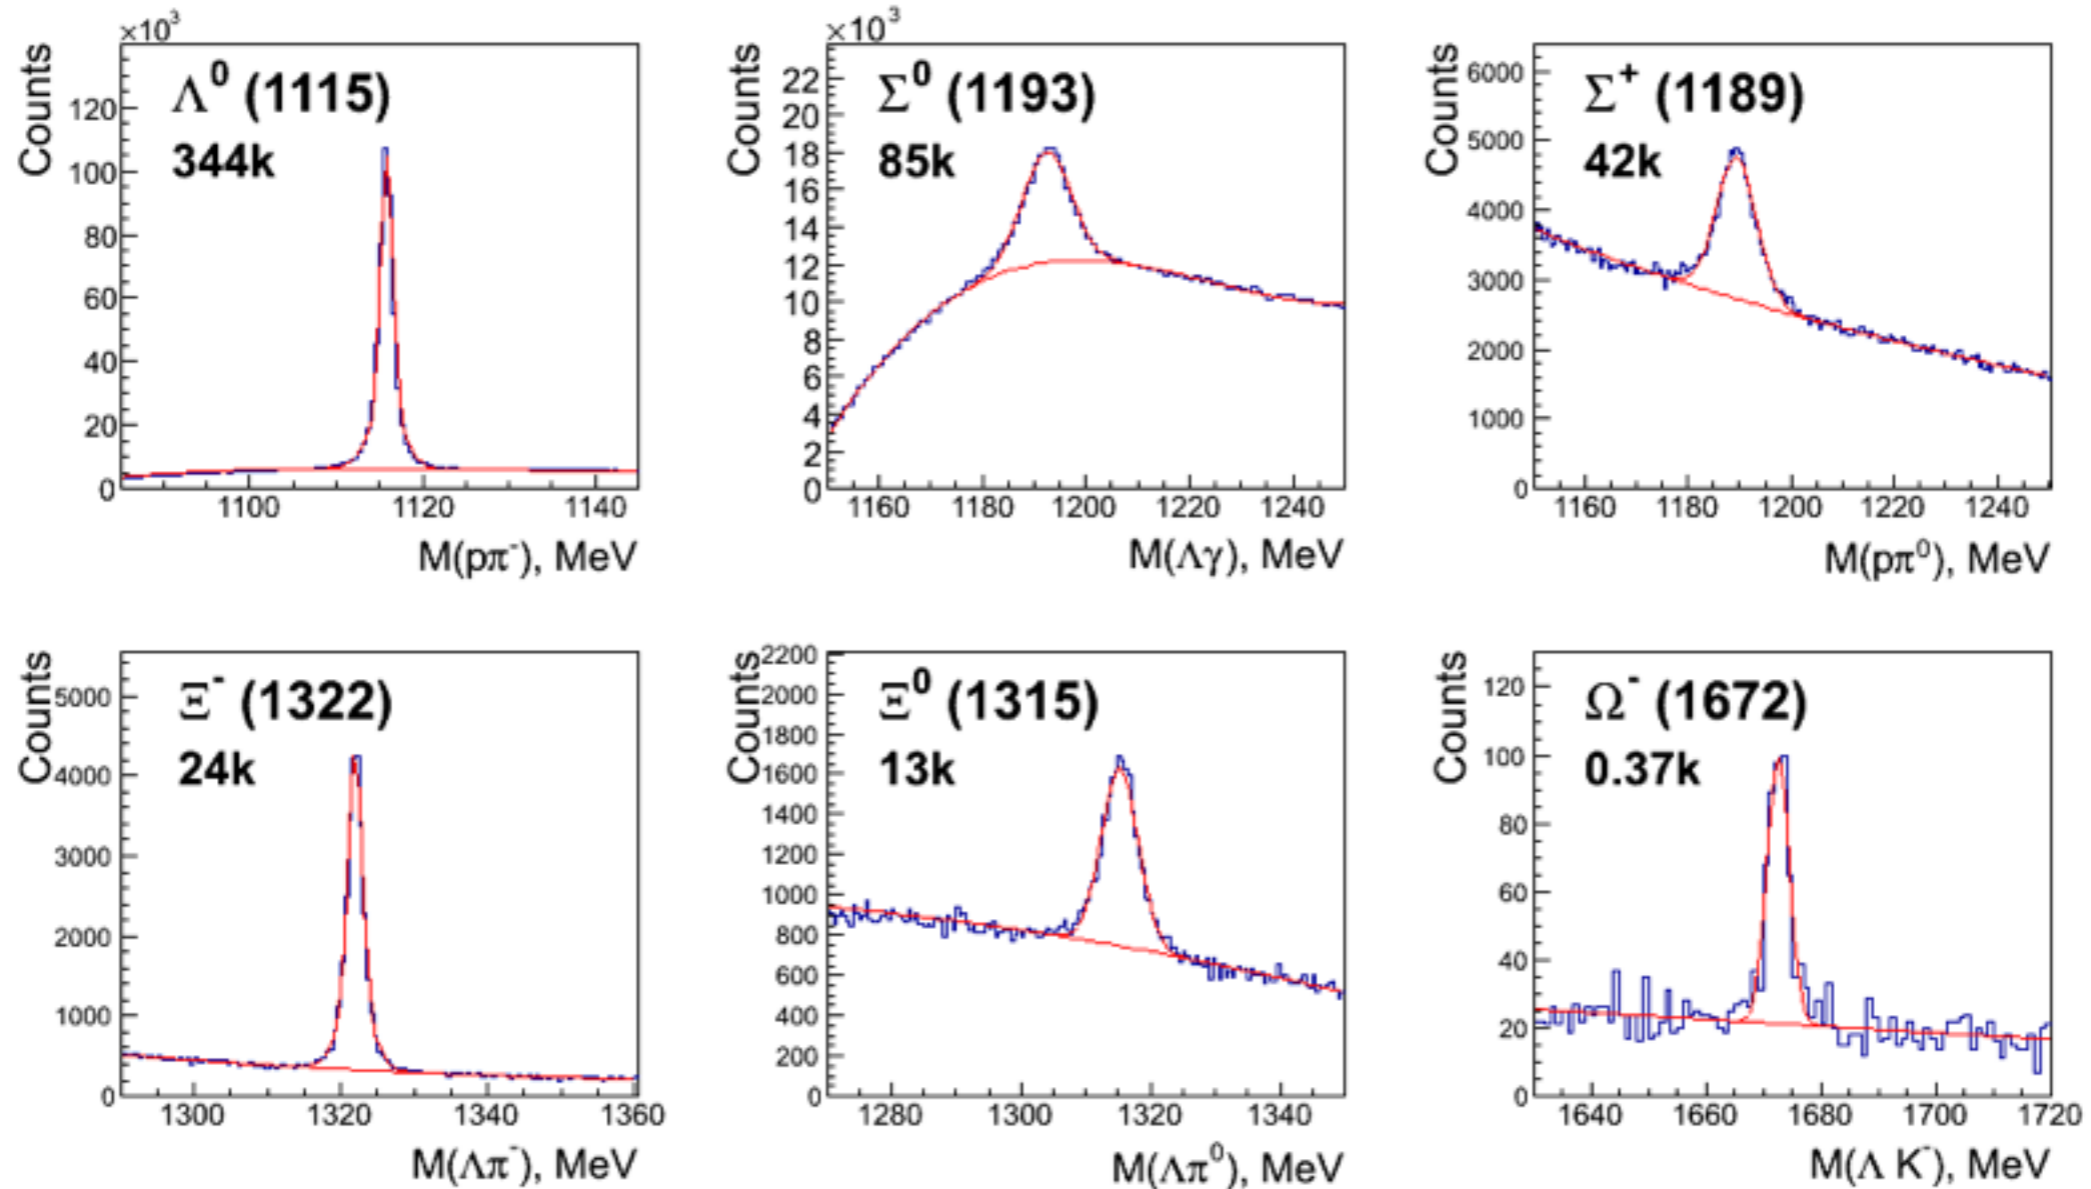 ×10³
Counts
Λ⁰ (1115)
344k
120
100
80
60
40
20
0
1100 1120 1140
M(pπ⁻), MeV
×10³
Counts
Σ⁰ (1193)
85k
22
20
18
16
14
12
10
8
6
4
2
0
1160 1180 1200 1220 1240
M(Λγ), MeV
Counts
Σ⁺ (1189)
42k
6000
5000
4000
3000
2000
1000
0
1160 1180 1200 1220 1240
M(pπ⁰), MeV
Counts
Ξ⁻ (1322)
24k
5000
4000
3000
2000
1000
0
1300 1320 1340 1360
M(Λπ⁻), MeV
Counts
Ξ⁰ (1315)
13k
2200
2000
1800
1600
1400
1200
1000
800
600
400
200
0
1280 1300 1320 1340
M(Λπ⁰), MeV
Counts
Ω⁻ (1672)
0.37k
120
100
80
60
40
20
0
1640 1660 1680 1700 1720
M(Λ K⁻), MeV